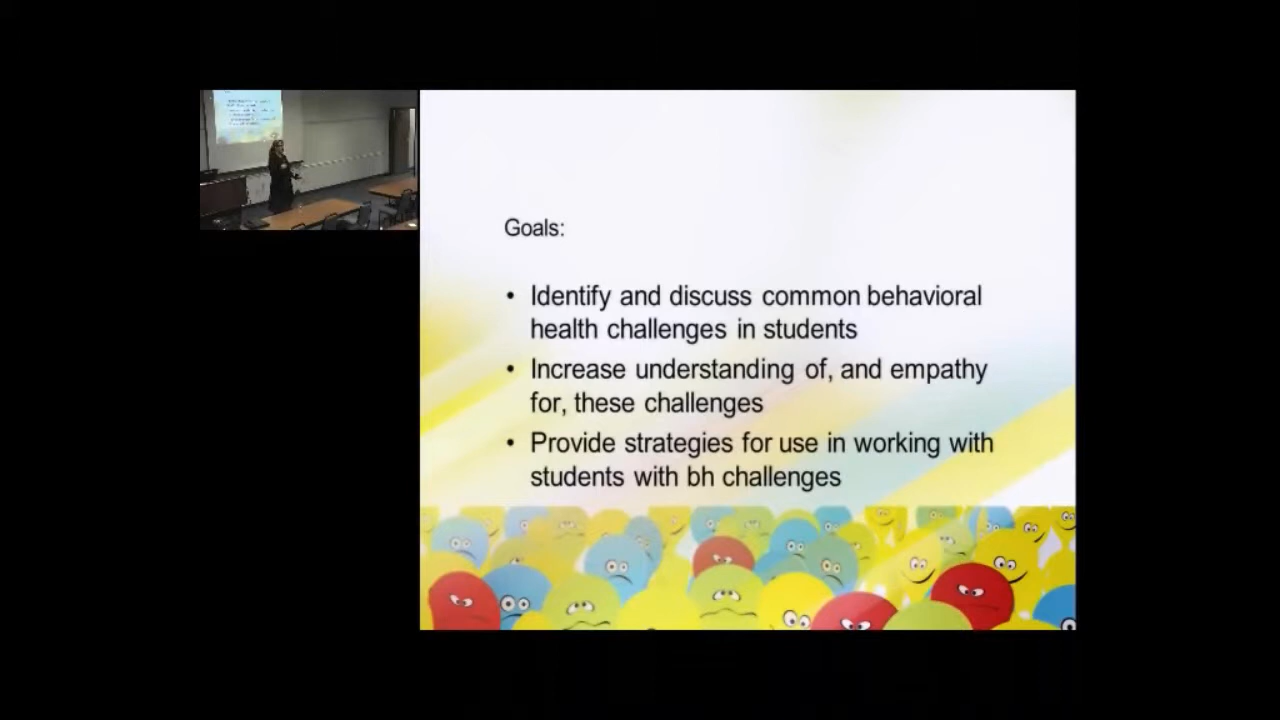 Goals:
• Identify and discuss common behavioral
health challenges in students
• Increase understanding of, and empathy
for, these challenges
• Provide strategies for use in working with
students with bh challenges